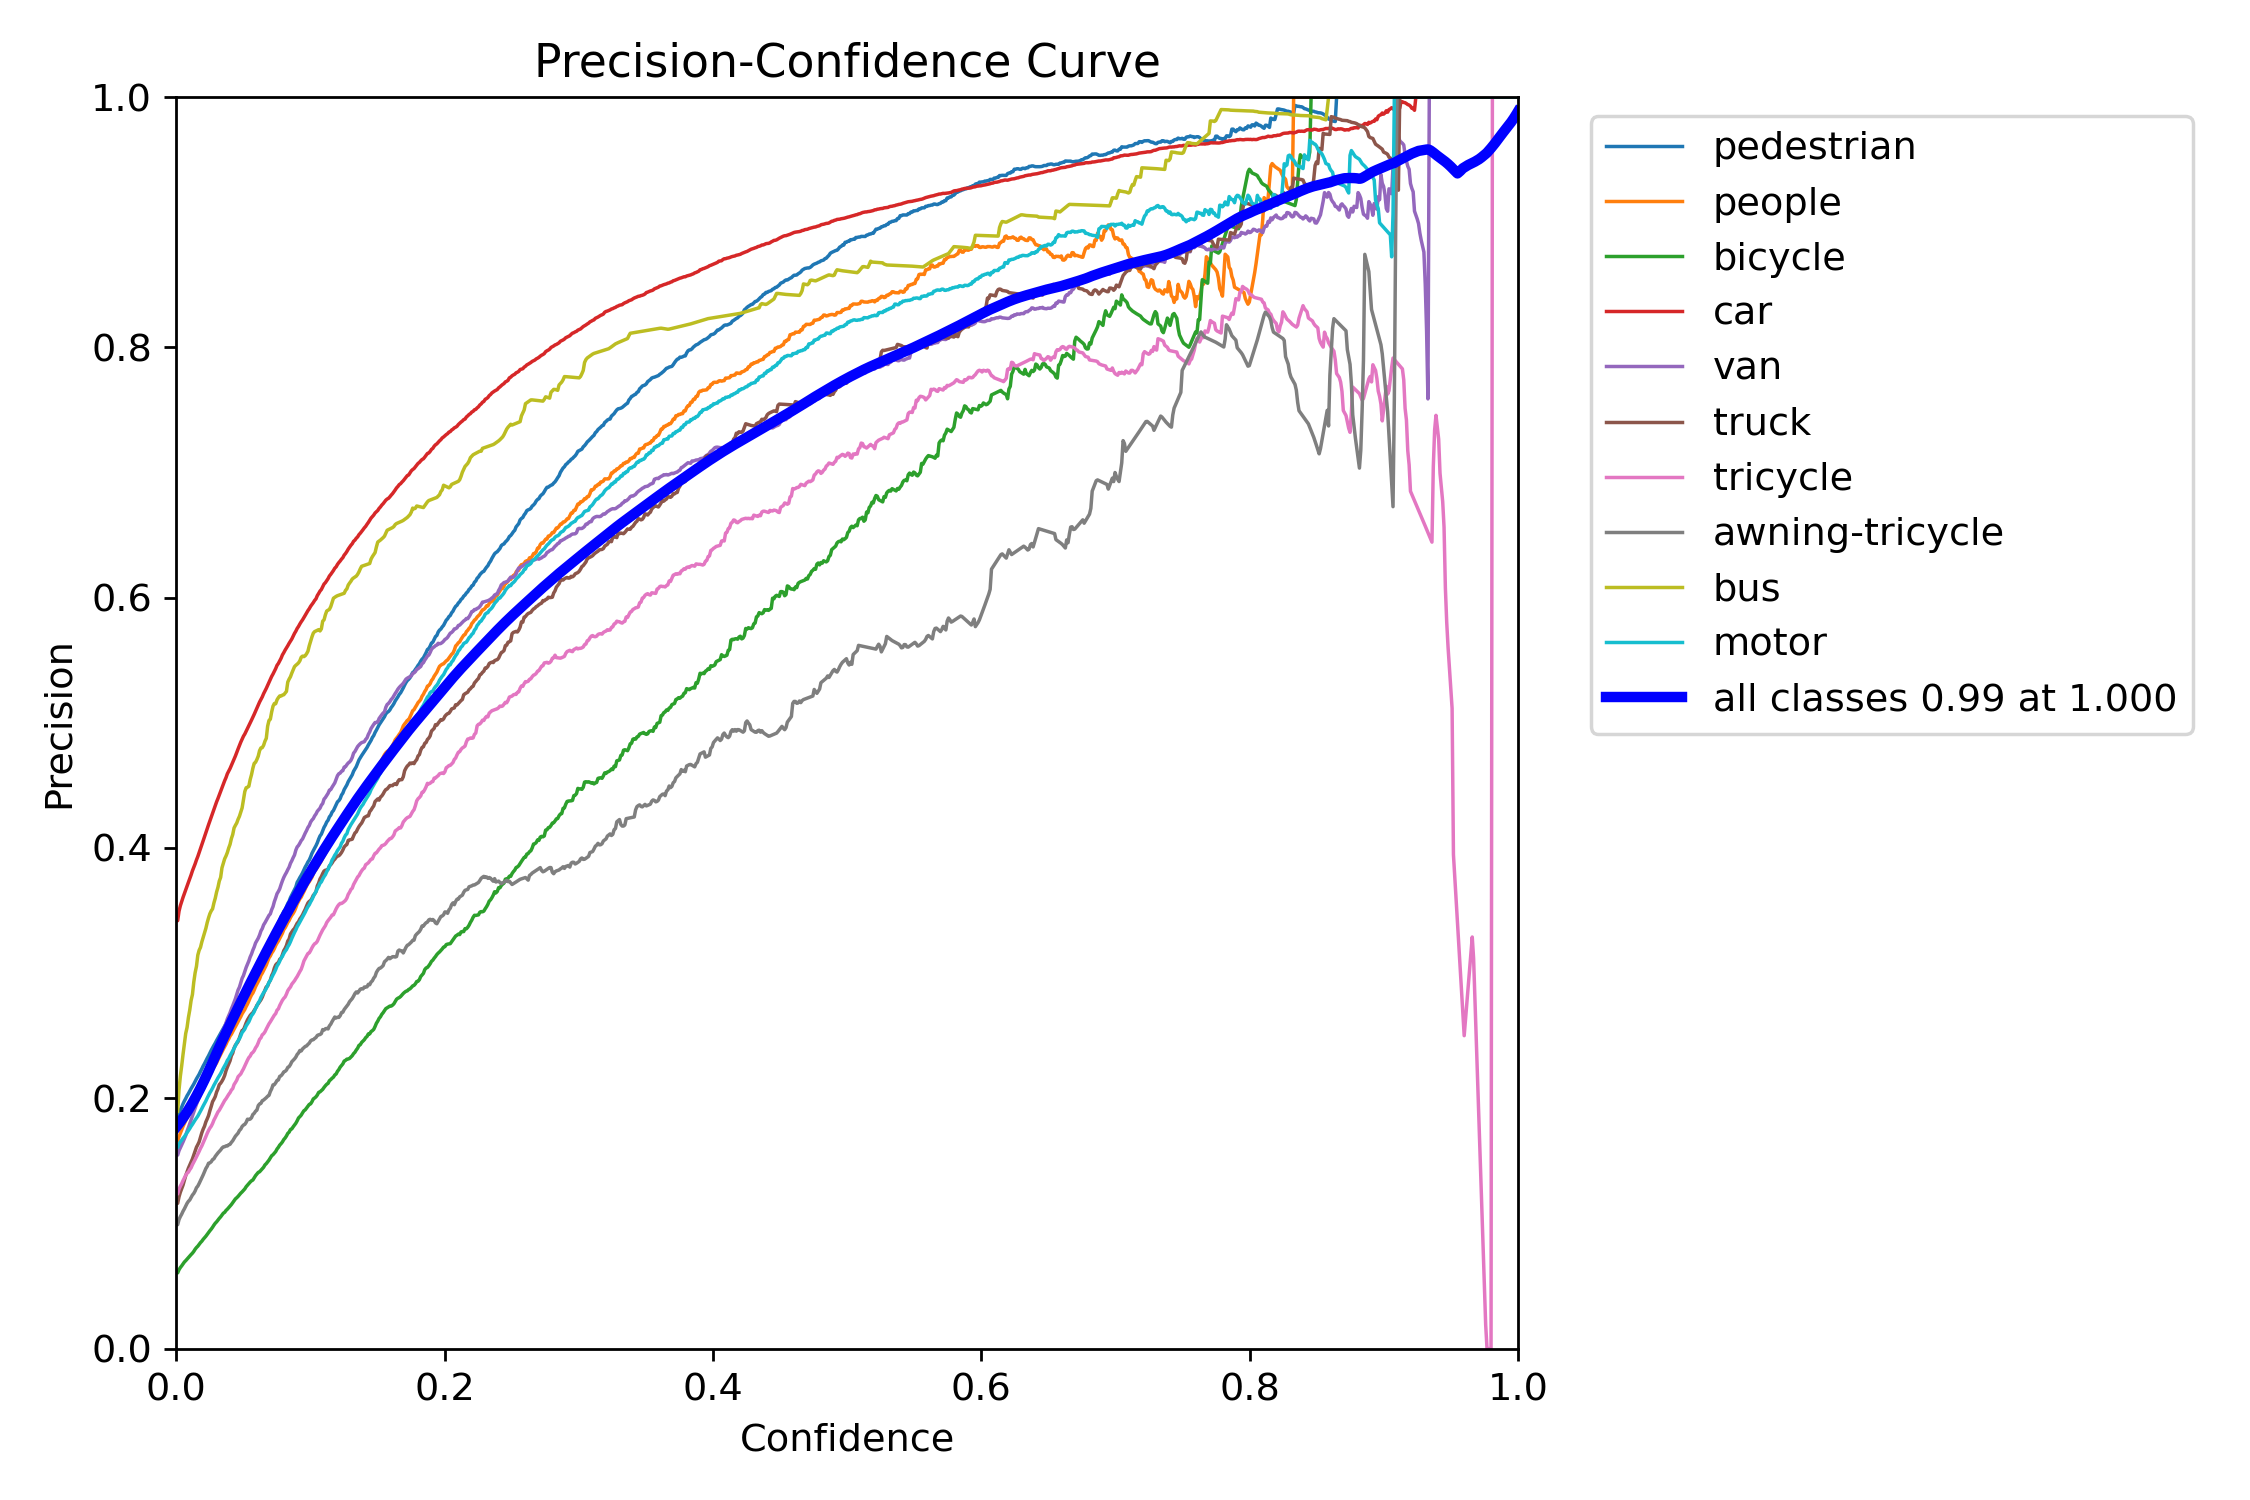 Precision-Confidence Curve
1.0
0.8
0.6
0.4
0.2
0.0
Precision
0.0 0.2 0.4 0.6 0.8 1.0
Confidence
pedestrian
people
bicycle
car
van
truck
tricycle
awning-tricycle
bus
motor
all classes 0.99 at 1.000